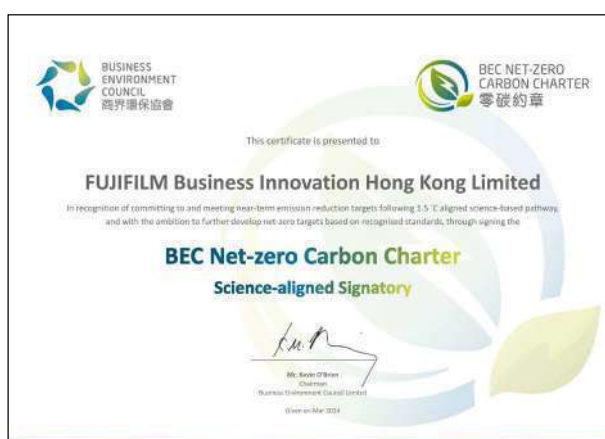 BUSINESS
ENVIRONMENT
COUNCIL
商界環保協會
BEC NET-ZERO
CARBON CHARTER
零碳約章
This certificate is presented to
FUJIFILM Business Innovation Hong Kong Limited
In recognition of committing to and meeting near-term emission reduction targets following 1.5 °C aligned science-based pathway,
and with the ambition to further develop net-zero targets based on recognised standards, through signing the
BEC Net-zero Carbon Charter
Science-aligned Signatory
Mr. Kevin O'Brien
Chairman
Business Environment Council Limited
Given on Mar 2024